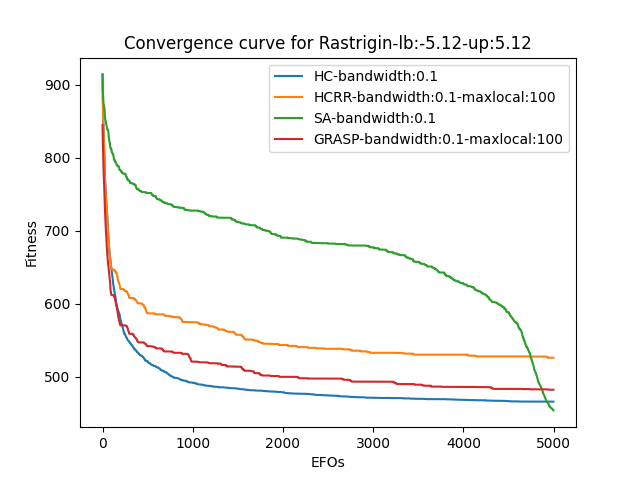 Convergence curve for Rastrigin-lb:-5.12-up:5.12
HC-bandwidth:0.1
HCRR-bandwidth:0.1-maxlocal:100
SA-bandwidth:0.1
GRASP-bandwidth:0.1-maxlocal:100
Fitness
900
800
700
600
500
0 1000 2000 3000 4000 5000
EFOs